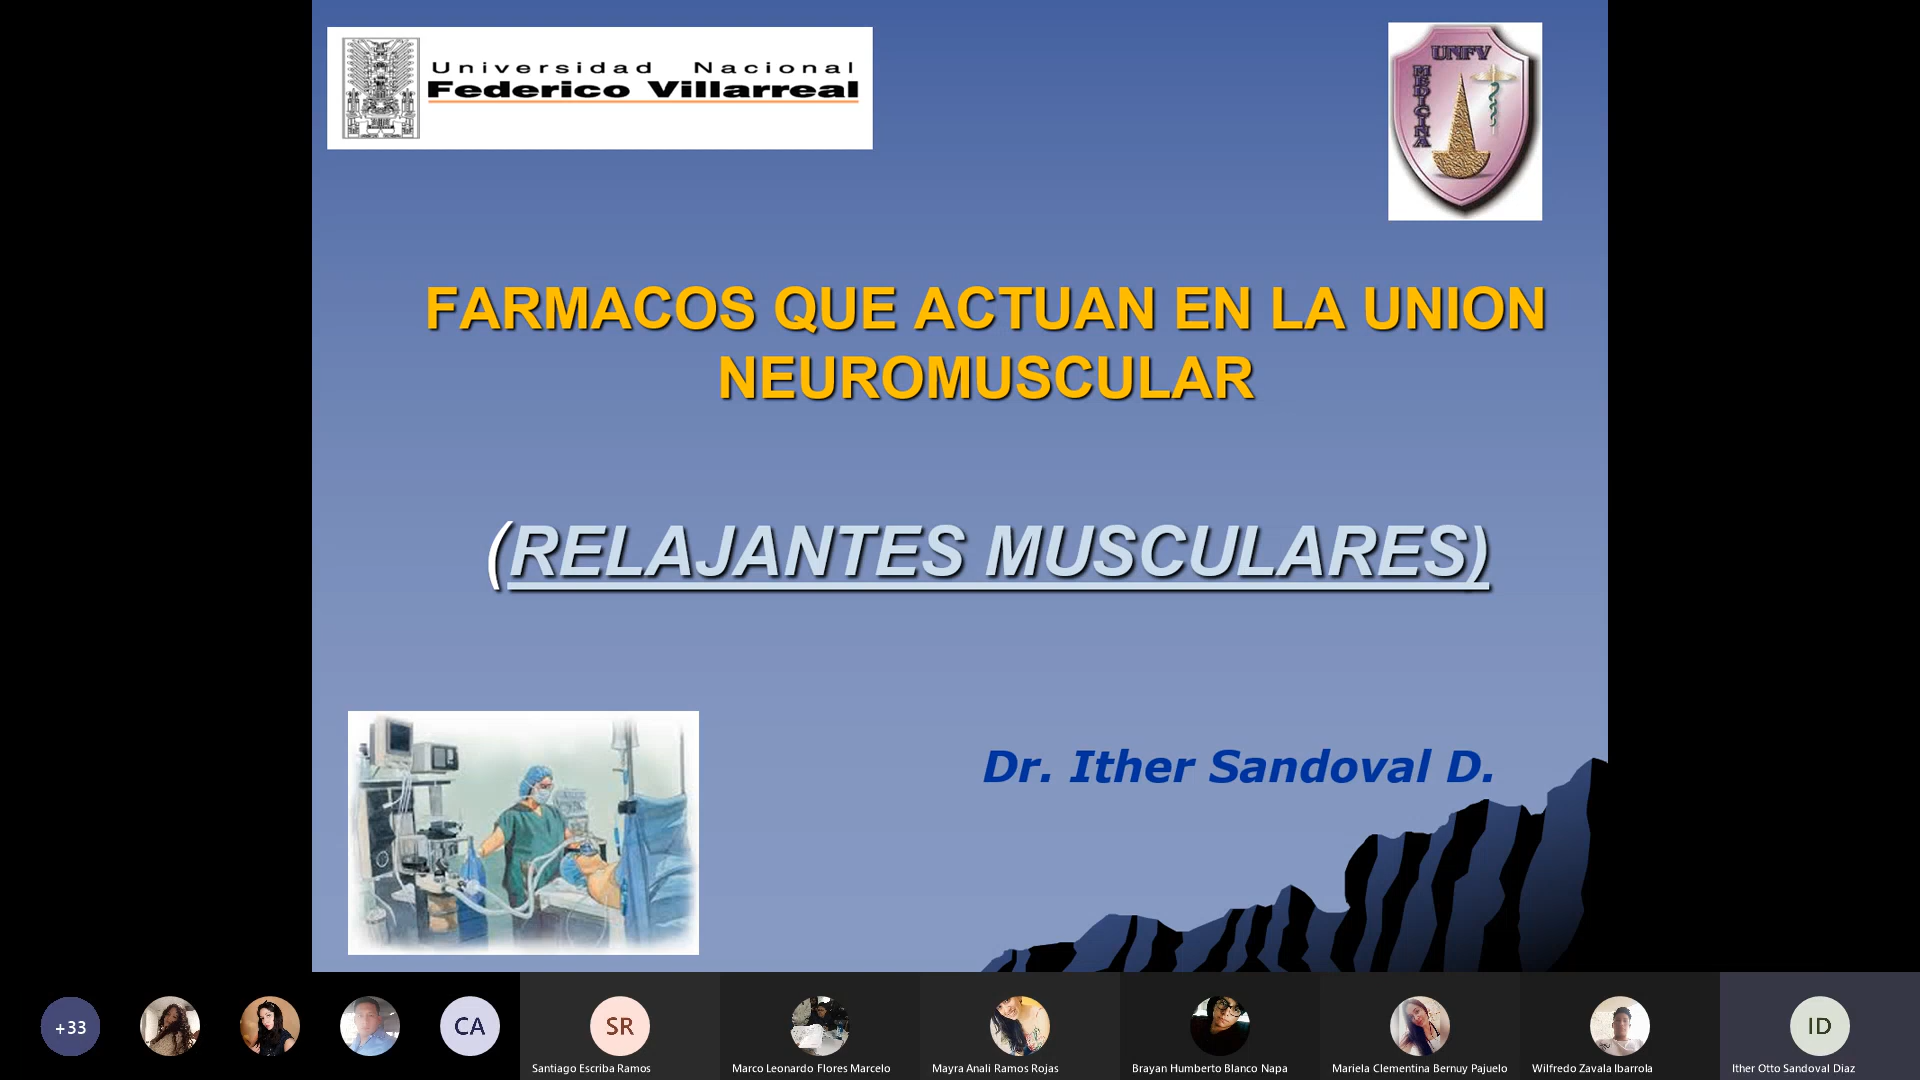 Universidad Nacional
Federico Villarreal
UNFV
MEDICINA
FARMACOS QUE ACTUAN EN LA UNION
NEUROMUSCULAR
(RELAJANTES MUSCULARES)
Dr. Ither Sandoval D.
+33
CA
SR
ID
Santiago Escriba Ramos
Marco Leonardo Flores Marcelo
Mayra Anali Ramos Rojas
Brayan Humberto Blanco Napa
Mariela Clementina Bernuy Pajuelo
Wilfredo Zavala Ibarrola
Ither Otto Sandoval Diaz